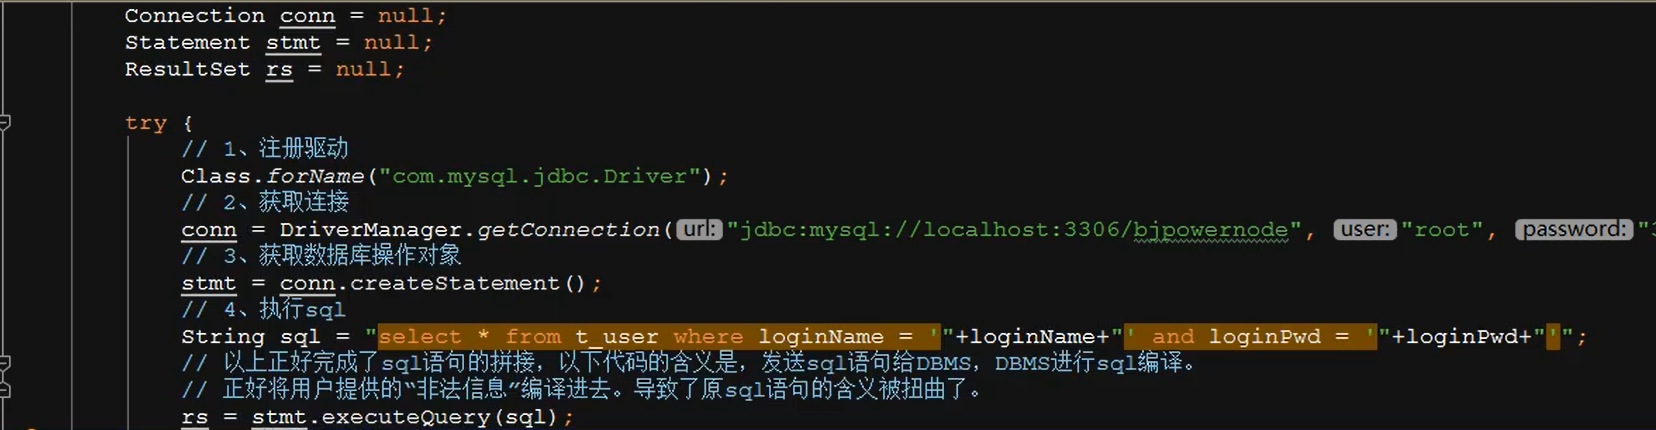 Connection conn = null;
Statement stmt = null;
ResultSet rs = null;
try {
// 1、注册驱动
Class.forName("com.mysql.jdbc.Driver");
// 2、获取连接
conn = DriverManager.getConnection( url: "jdbc:mysql://localhost:3306/bjpowernode", user: "root", password: "
// 3、获取数据库操作对象
stmt = conn.createStatement();
// 4、执行sql
String sql = "select * from t_user where loginName = '"+loginName+"' and loginPwd = '"+loginPwd+"'";
// 以上正好完成了sql语句的拼接，以下代码的含义是，发送sql语句给DBMS，DBMS进行sql编译。
// 正好将用户提供的“非法信息”编译进去。导致了原sql语句的含义被扭曲了。
rs = stmt.executeQuery(sql);